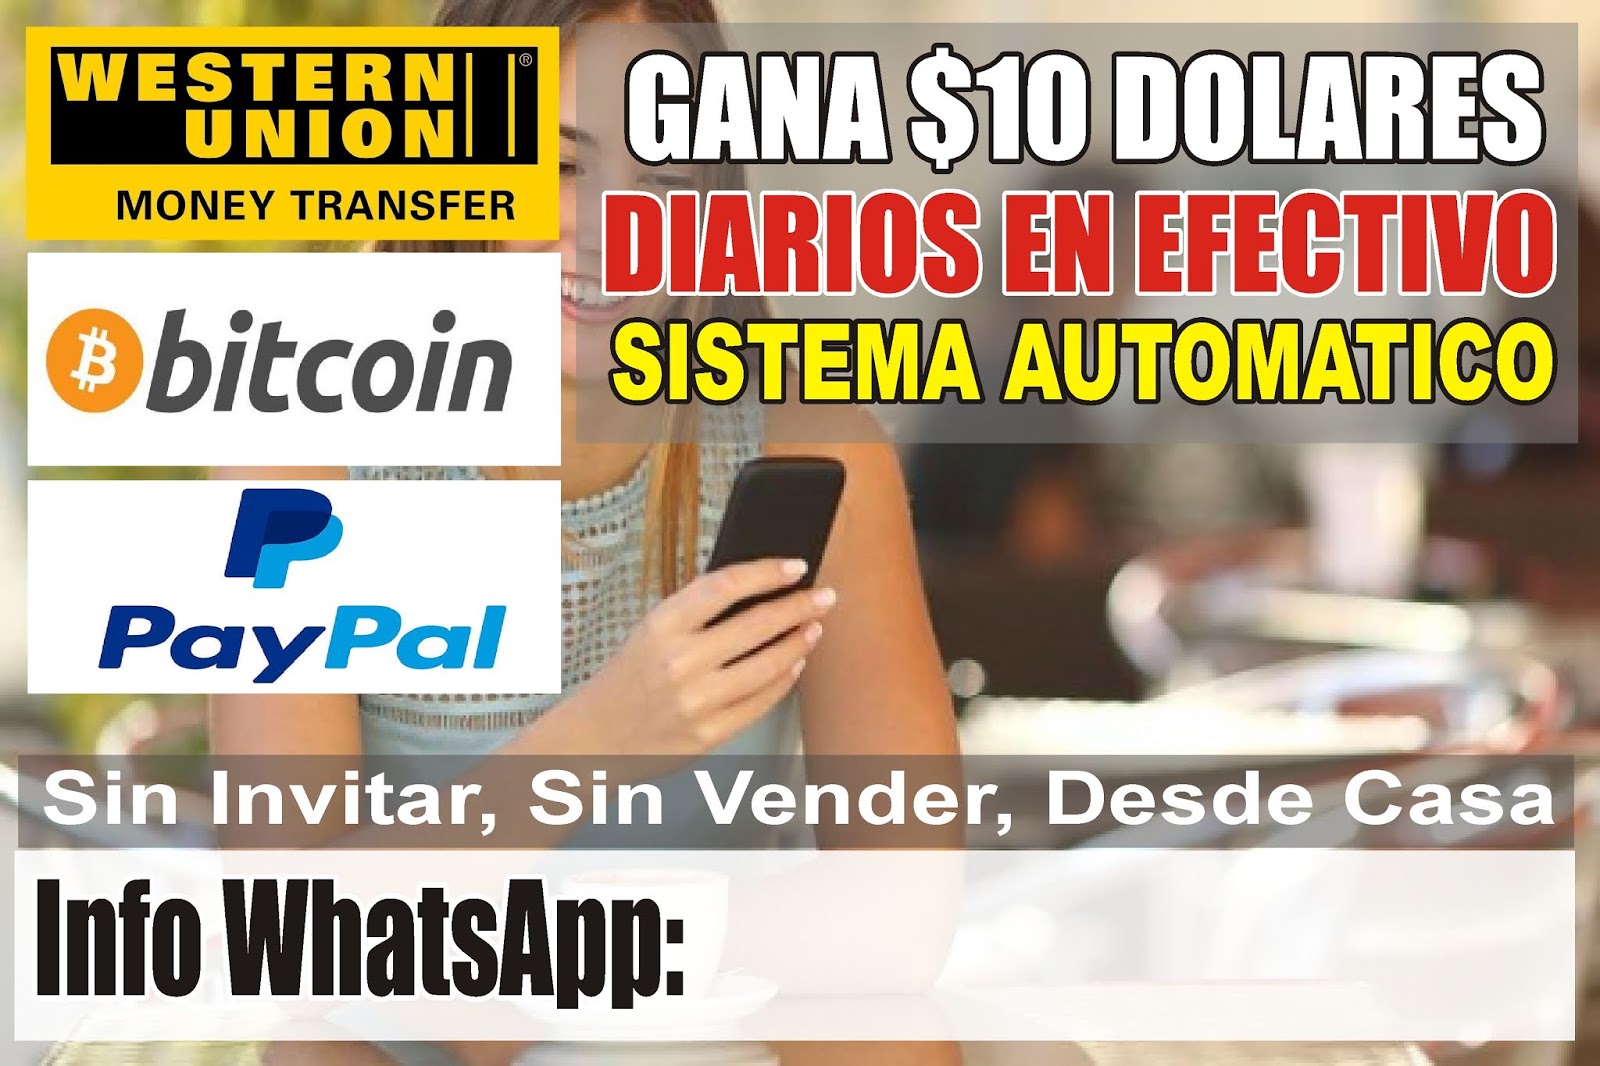 WESTERN
UNION ®
MONEY TRANSFER
bitcoin
PayPal
GANA $10 DOLARES
DIARIOS EN EFECTIVO
SISTEMA AUTOMATICO
Sin Invitar, Sin Vender, Desde Casa
Info WhatsApp: